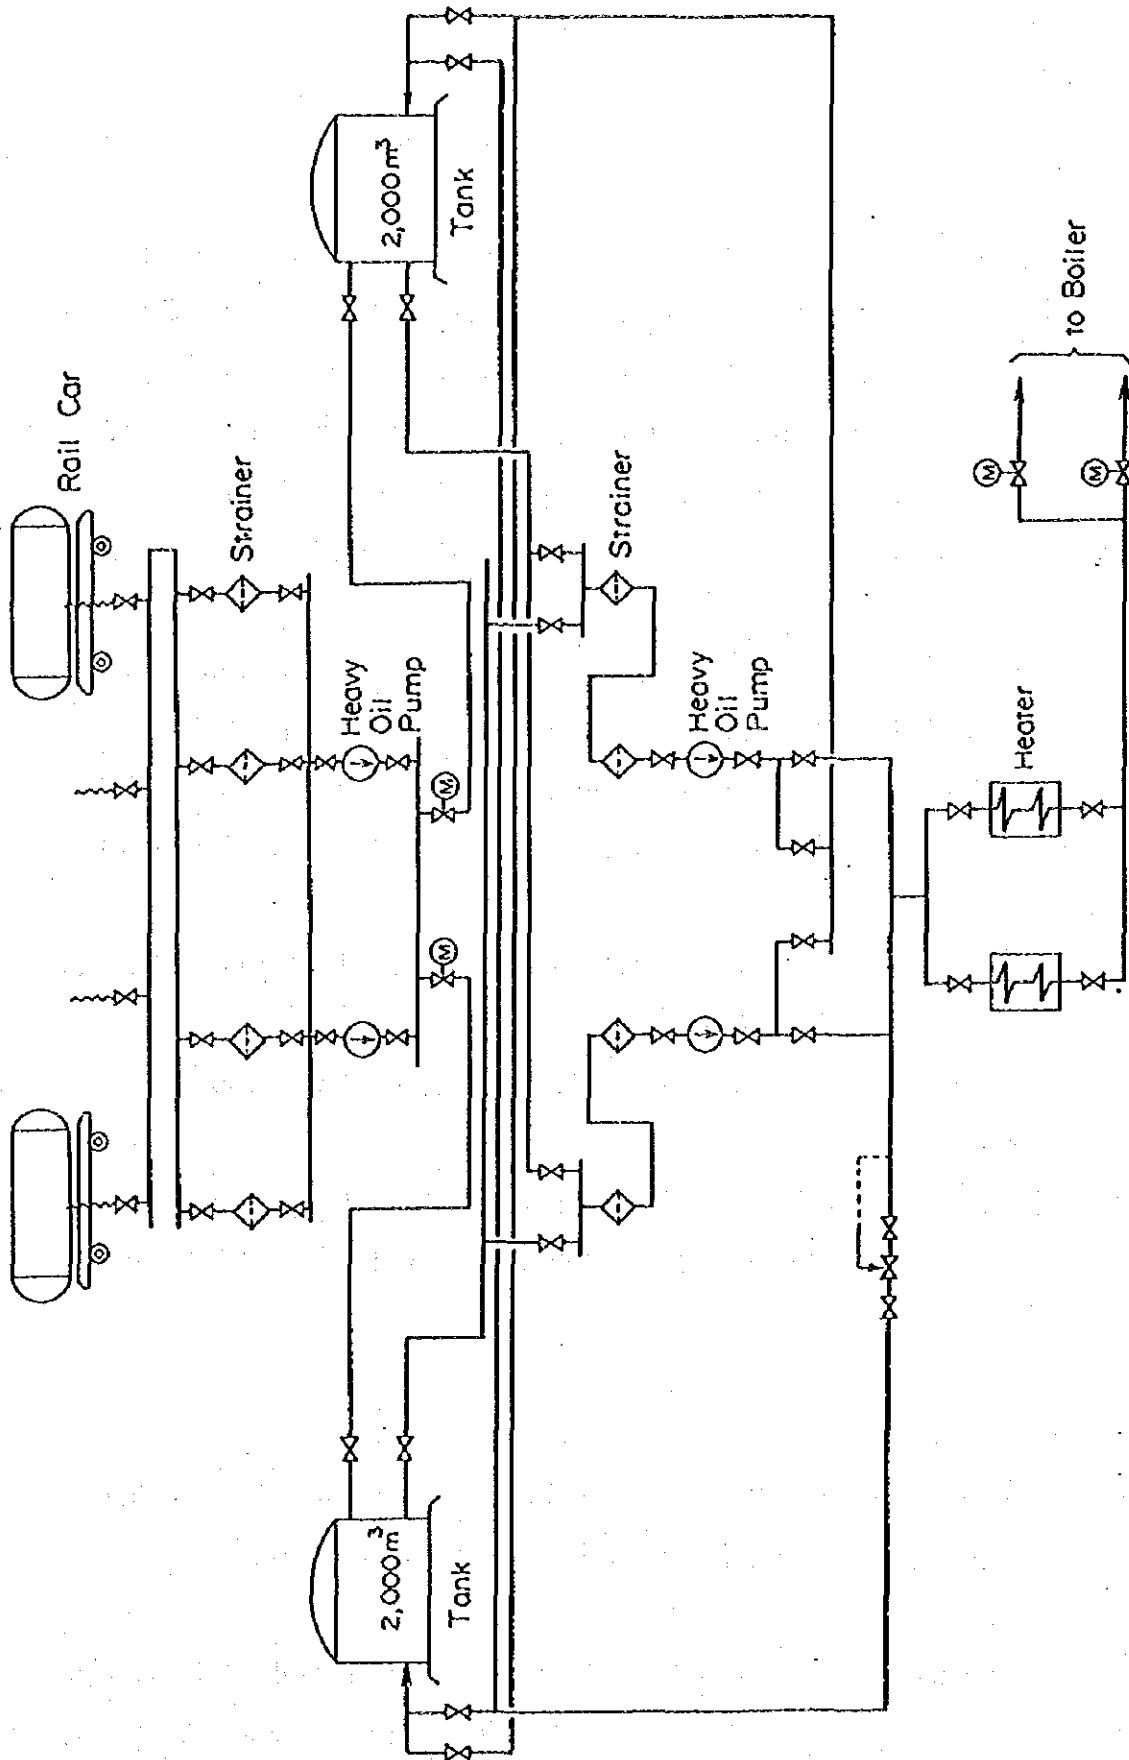 Rail Car
Strainer
Heavy
Oil
Pump
M
M
2,000m³
Tank
2,000m³
Tank
Strainer
Heavy
Oil
Pump
Heater
M
M
to Boiler